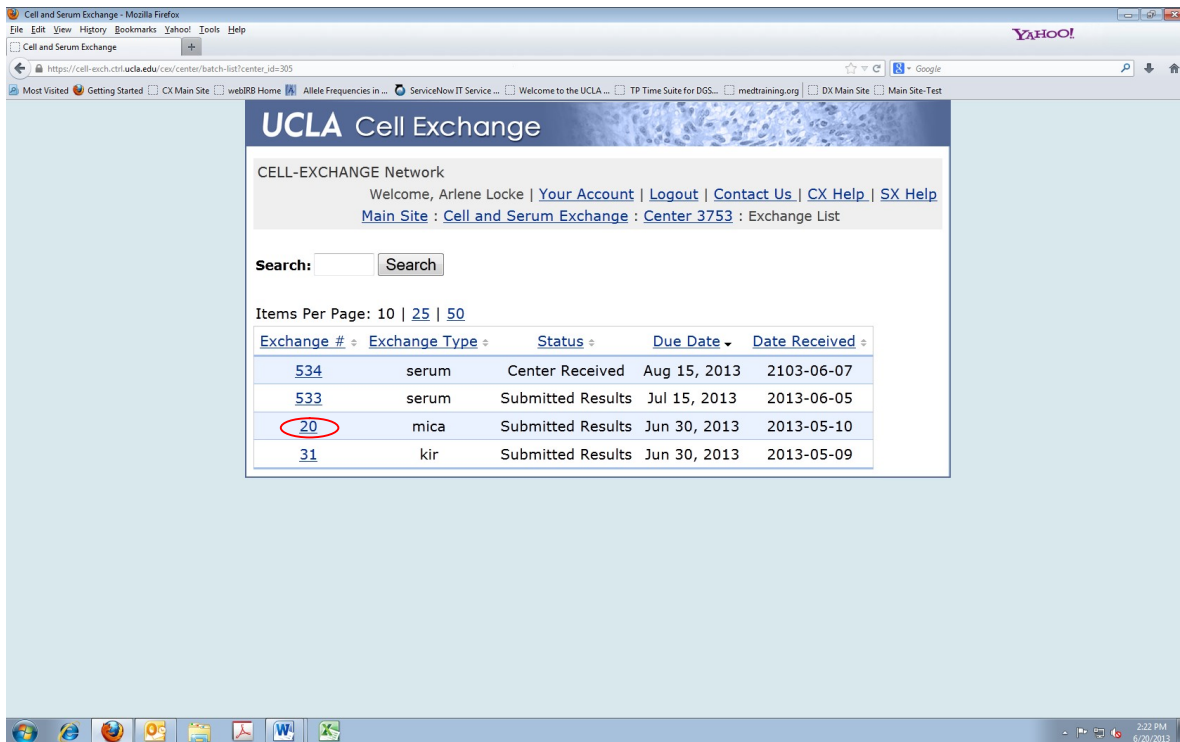 Cell and Serum Exchange - Mozilla Firefox
File Edit View History Bookmarks Yahoo! Tools Help
YAHOO!
Cell and Serum Exchange +
https://cell-exch.ctrl.ucla.edu/cex/center/batch-list?center_id=305
Google
Most Visited Getting Started CX Main Site webIRB Home Allele Frequencies in ... ServiceNow IT Service ... Welcome to the UCLA ... TP Time Suite for DGS... medtraining.org DX Main Site Main Site-Test
UCLA Cell Exchange
CELL-EXCHANGE Network
Welcome, Arlene Locke | Your Account | Logout | Contact Us | CX Help | SX Help
Main Site : Cell and Serum Exchange : Center 3753 : Exchange List
Search: Search
Items Per Page: 10 | 25 | 50
Exchange # Exchange Type Status Due Date Date Received
534 serum Center Received Aug 15, 2013 2103-06-07
533 serum Submitted Results Jul 15, 2013 2013-06-05
20 mica Submitted Results Jun 30, 2013 2013-05-10
31 kir Submitted Results Jun 30, 2013 2013-05-09
2:22 PM
6/20/2013